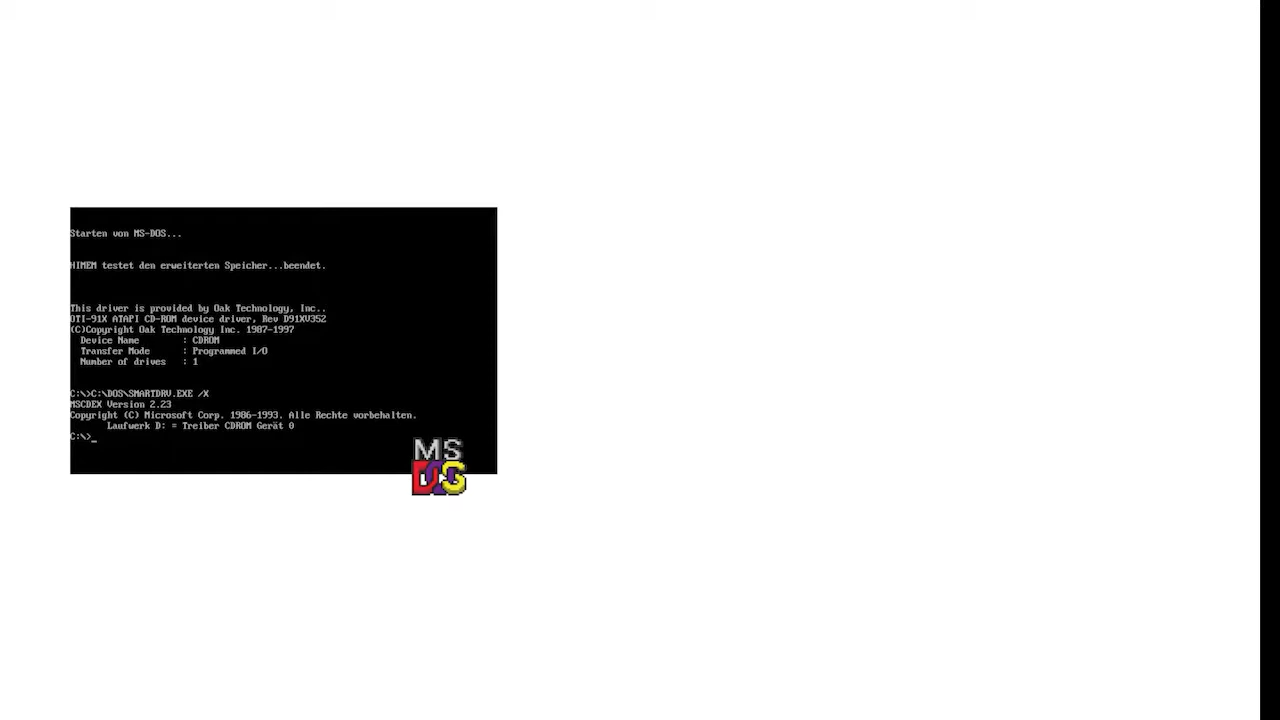 Starten von MS-DOS...
HIMEM testet den erweiterten Speicher...beendet.
This driver is provided by Oak Technology, Inc..
OTI-91X ATAPI CD-ROM device driver, Rev D91XV352
(C)Copyright Oak Technology Inc. 1987-1997
Device Name : CDROM
Transfer Mode : Programmed I/O
Number of drives : 1
C:\>C:\DOS\SMARTDRV.EXE /X
MSCDEX Version 2.23
Copyright (C) Microsoft Corp. 1986-1993. Alle Rechte vorbehalten.
Laufwerk D: = Treiber CDROM Gerät 0
C:\>_
MS
DOS